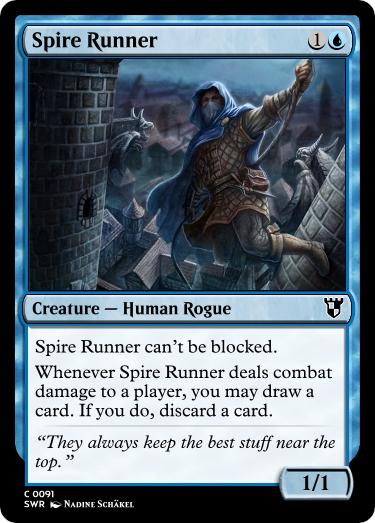 Spire Runner 1
Creature — Human Rogue
Spire Runner can't be blocked.
Whenever Spire Runner deals combat
damage to a player, you may draw a
card. If you do, discard a card.
“They always keep the best stuff near the
top.”
1/1
C 0091
SWR Nadine Schäkel